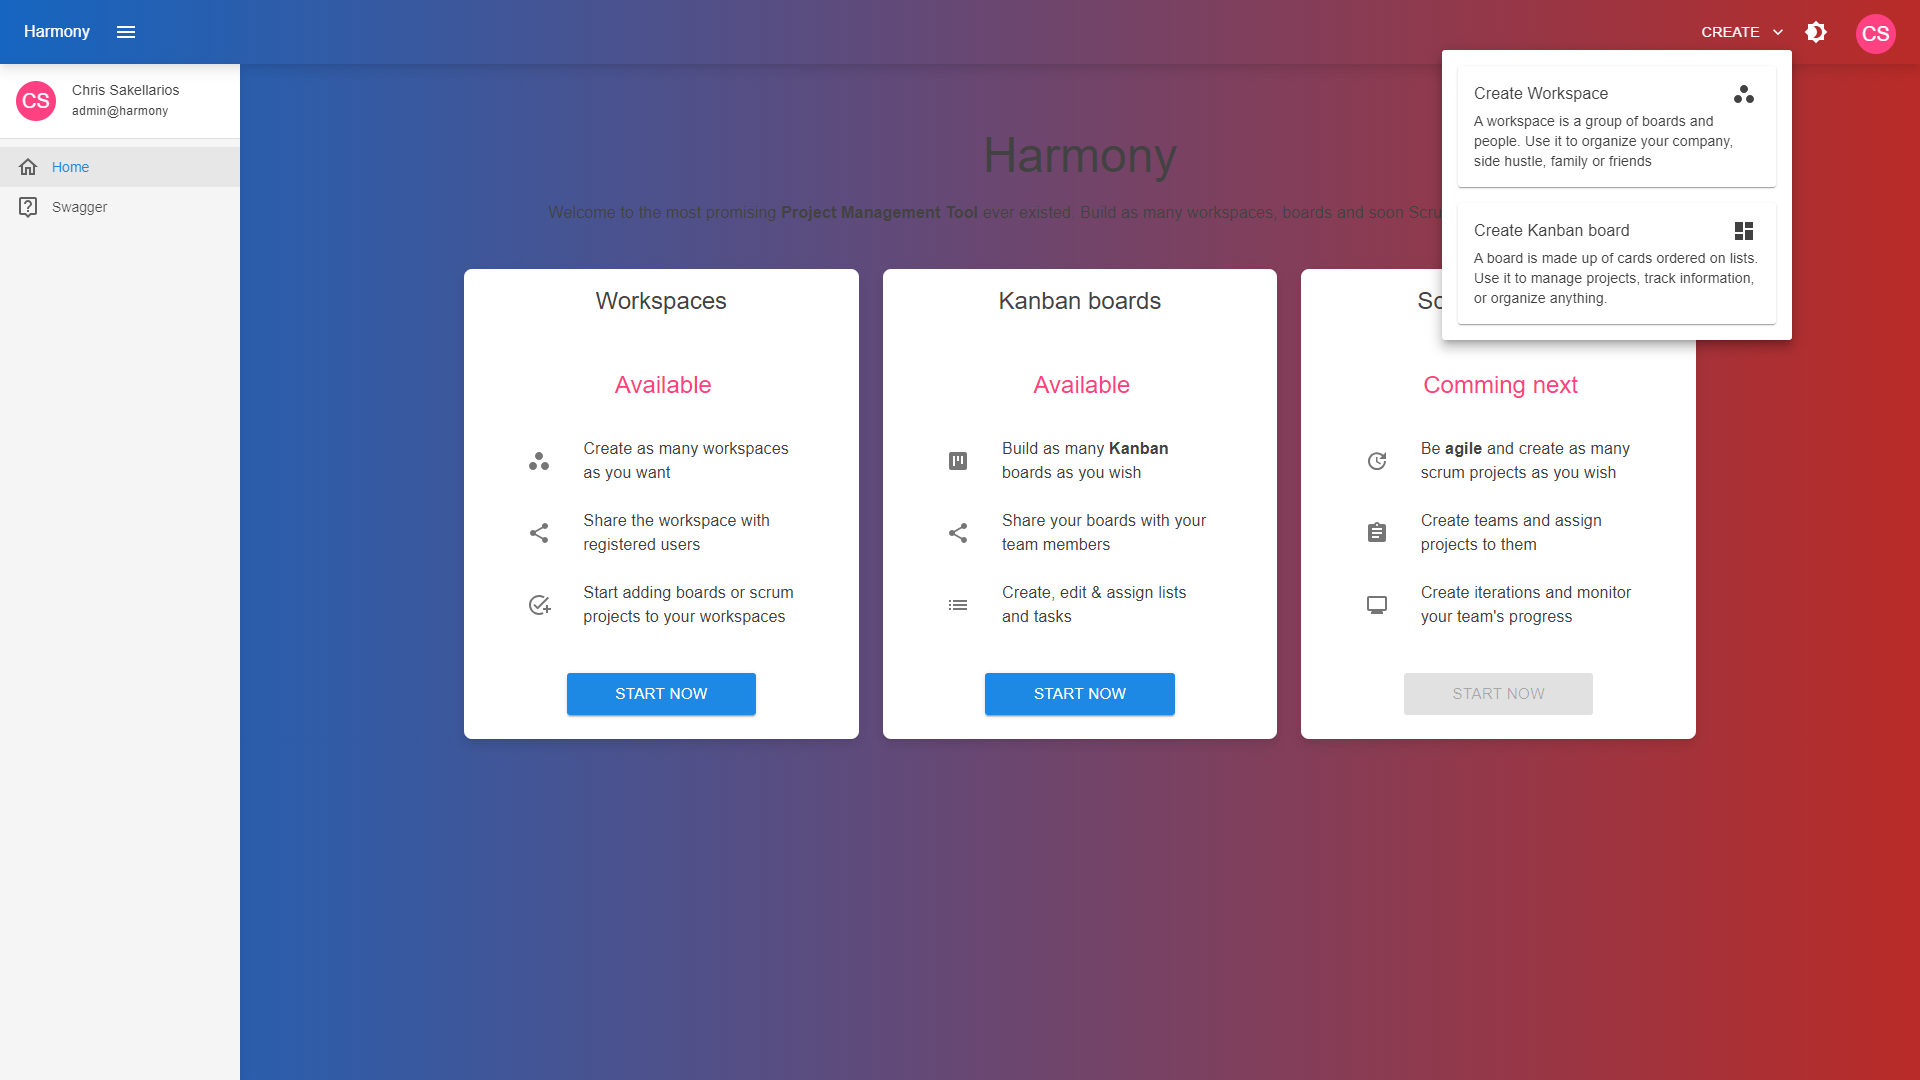 Harmony
CREATE
CS
CS
Chris Sakellarios
admin@harmony
Home
Swagger
Create Workspace
A workspace is a group of boards and
people. Use it to organize your company,
side hustle, family or friends
Create Kanban board
A board is made up of cards ordered on lists.
Use it to manage projects, track information,
or organize anything.
Harmony
Welcome to the most promising Project Management Tool ever existed. Build as many workspaces, boards and soon
Workspaces
Available
Create as many workspaces
as you want
Share the workspace with
registered users
Start adding boards or scrum
projects to your workspaces
START NOW
Kanban boards
Available
Build as many Kanban
boards as you wish
Share your boards with your
team members
Create, edit & assign lists
and tasks
START NOW
Comming next
Be agile and create as many
scrum projects as you wish
Create teams and assign
projects to them
Create iterations and monitor
your team's progress
START NOW